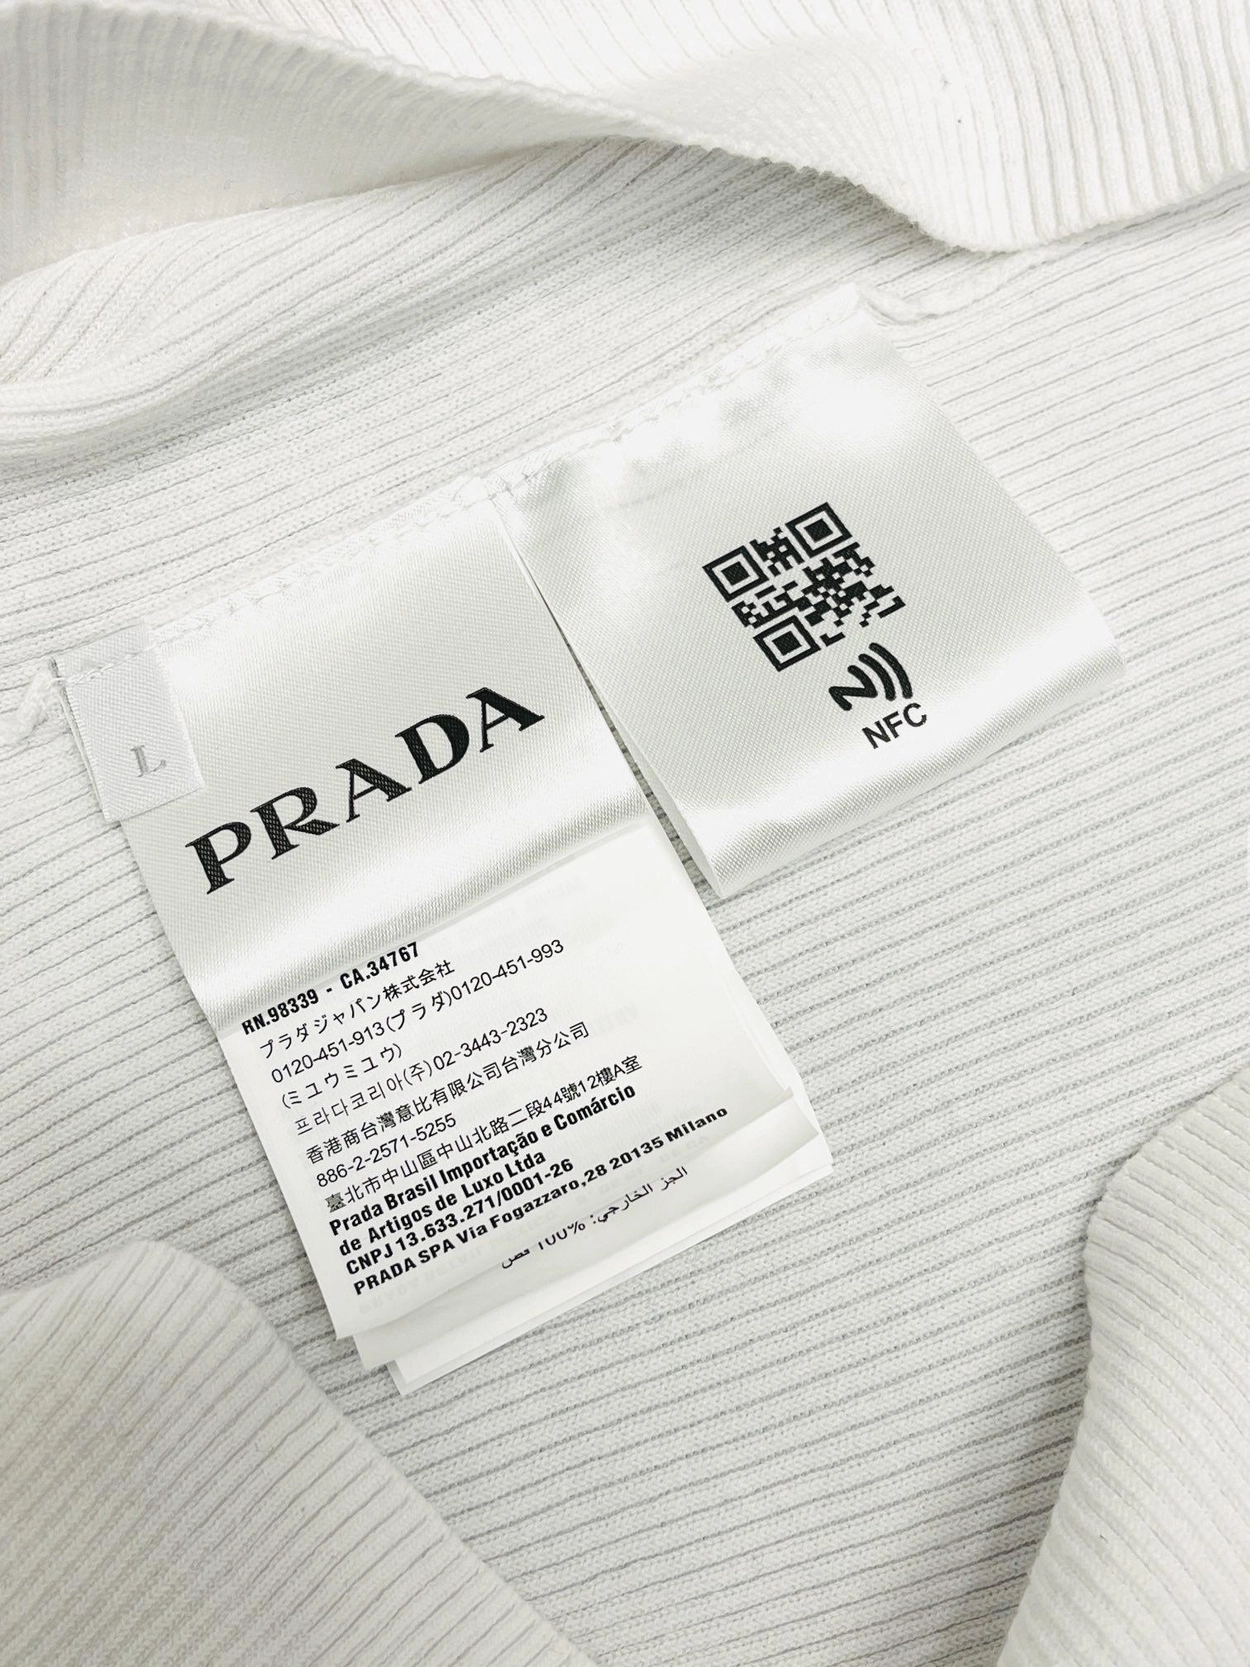 L
PRADA
NFC
RN.98339 - CA.34767
プラダジャパン株式会社
0120-451-913(プラダ)0120-451-993
(ミュウミュウ)
프라다코리아(주)02-3443-2323
香港商台灣意比有限公司台灣分公司
886-2-2571-5255
臺北市中山區中山北路二段44號12樓A室
Prada Brasil Importação e Comárcio
de Artigos de Luxo Ltda
CNPJ 13.633.271/0001-26
PRADA SPA Via Fogazzaro,28 20135 Milano
الجز الخارجي: %١٠٠